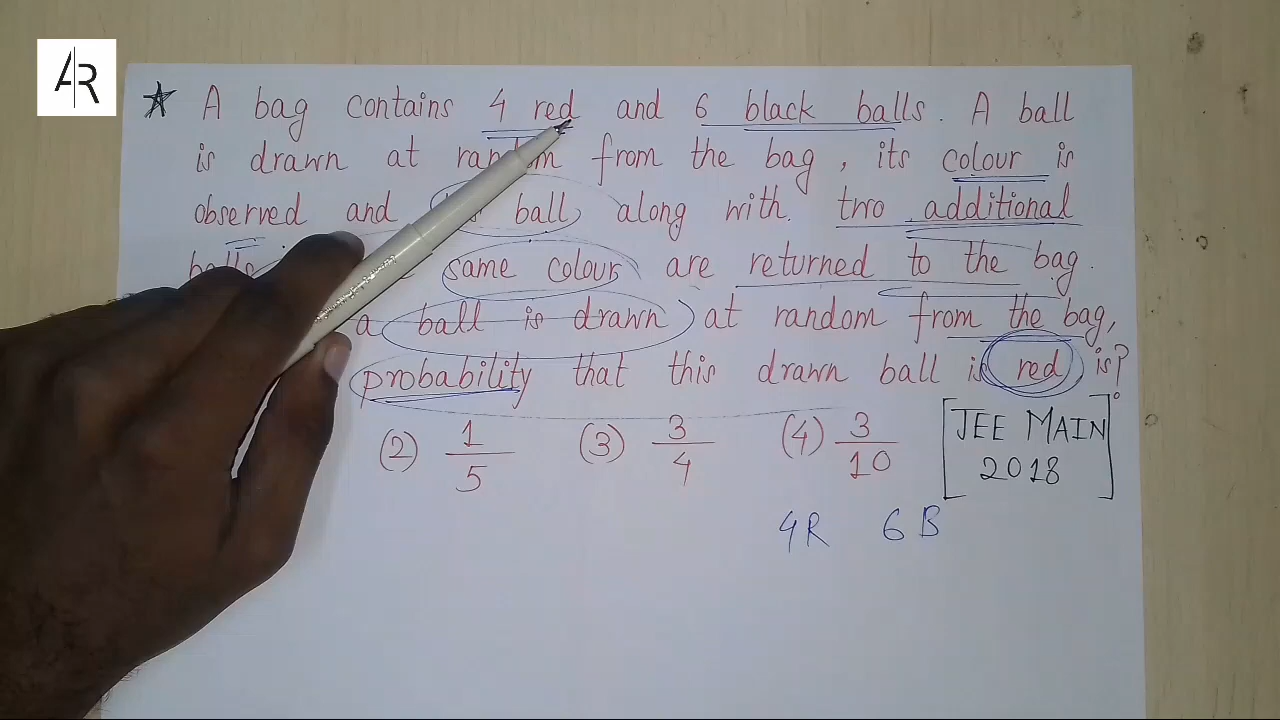 AR
A bag contains 4 red and 6 black balls. A ball
is drawn at random from the bag, its colour is
observed and ball along with. two additional
balls same colour are returned to the bag.
a ball is drawn at random from the bag,
probability that this drawn ball is red is?
(2) 1/5 (3) 3/4 (4) 3/10
[JEE MAIN
2018]
4R 6B